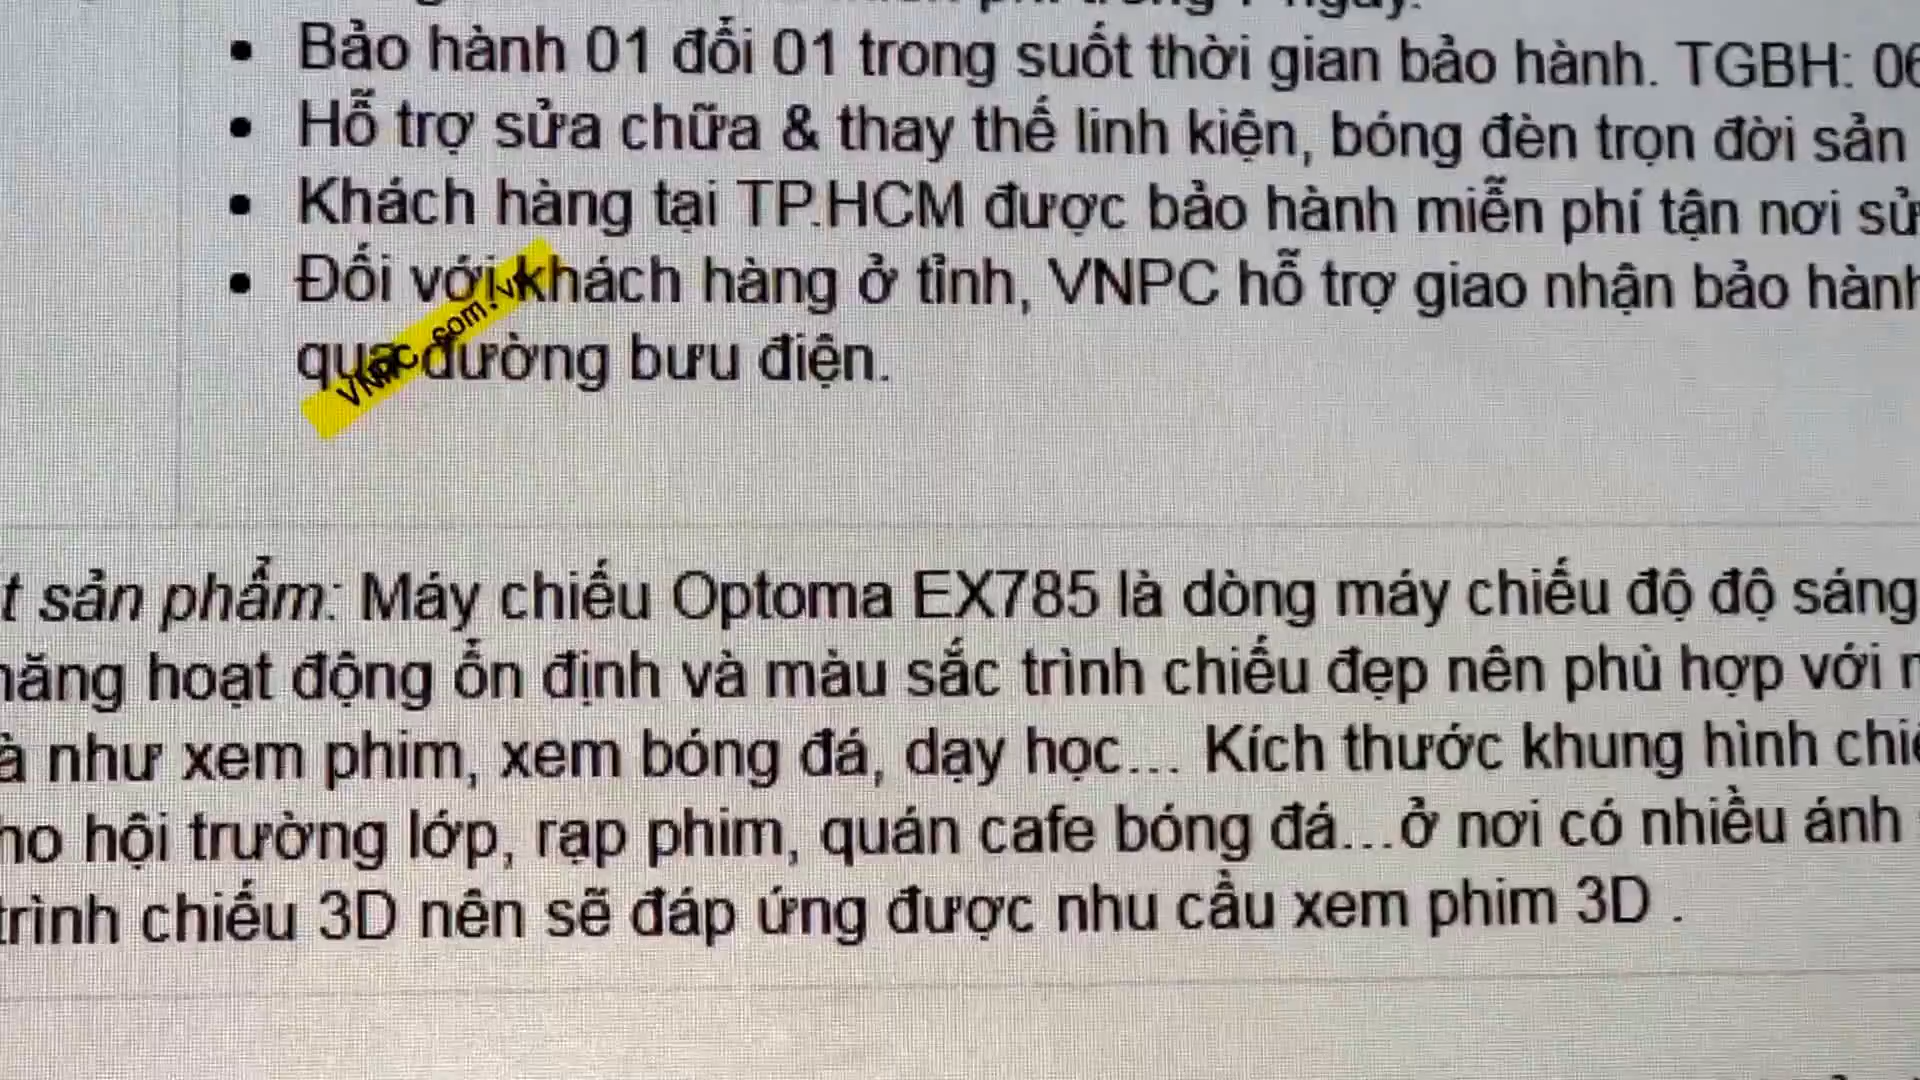 Bảo hành 01 đổi 01 trong suốt thời gian bảo hành. TGBH:
Hỗ trợ sửa chữa & thay thế linh kiện, bóng đèn trọn đời sản
Khách hàng tại TP.HCM được bảo hành miễn phí tận nơi
Đối với khách hàng ở tỉnh, VNPC hỗ trợ giao nhận bảo hành
qua đường bưu điện.
VNPC.com.vn
sản phẩm: Máy chiếu Optoma EX785 là dòng máy chiếu độ độ sáng
hoạt động ổn định và màu sắc trình chiếu đẹp nên phù hợp với
như xem phim, xem bóng đá, dạy học... Kích thước khung hình
hội trường lớp, rạp phim, quán cafe bóng đá...ở nơi có nhiều ánh
trình chiếu 3D nên sẽ đáp ứng được nhu cầu xem phim 3D .